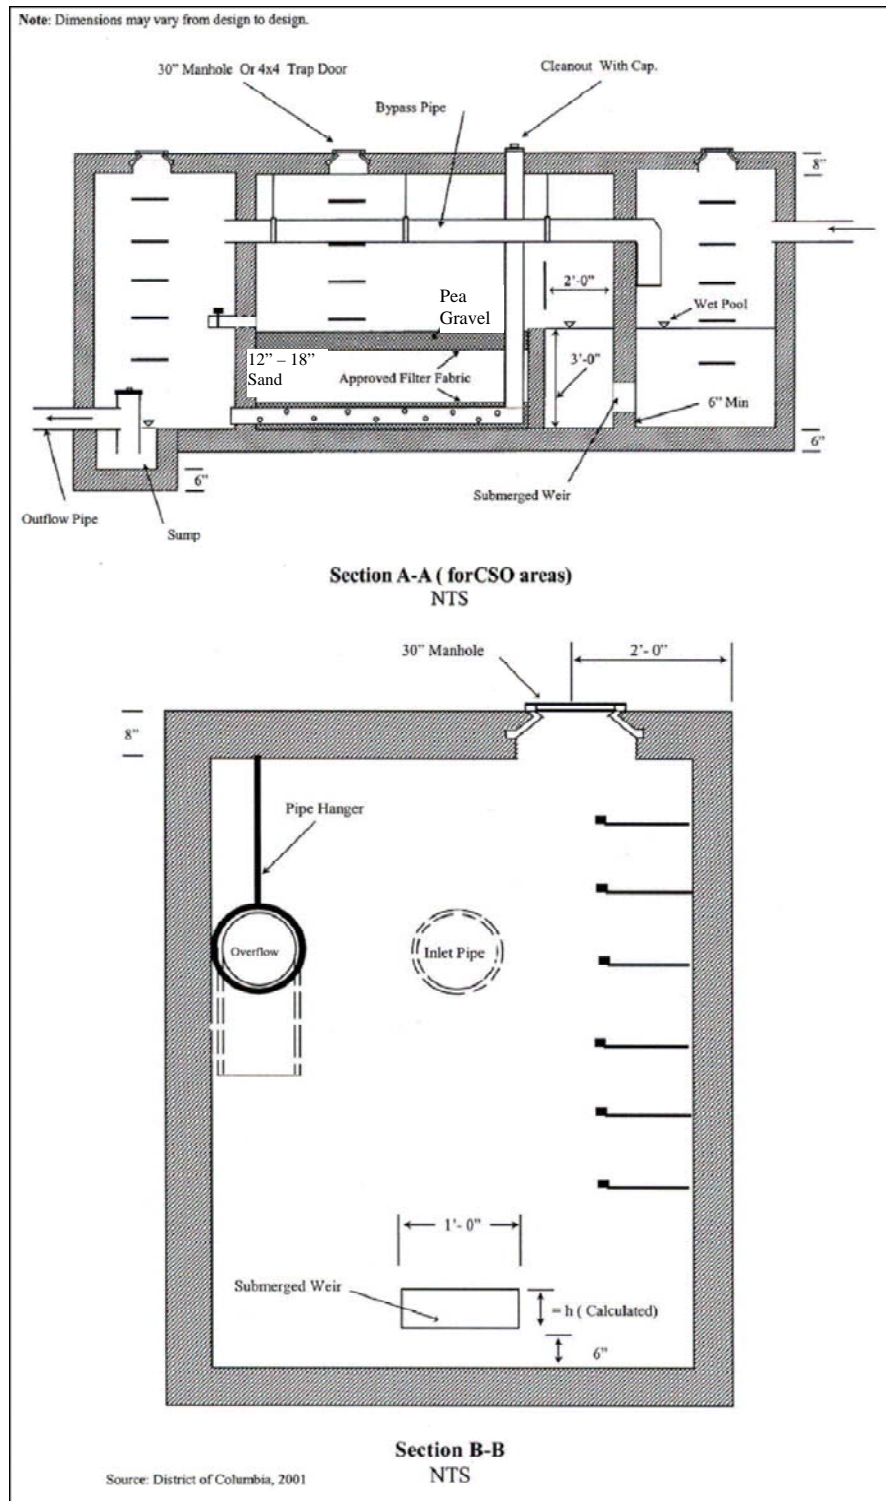 Note: Dimensions may vary from design to design.
30” Manhole Or 4x4 Trap Door
Cleanout With Cap.
Bypass Pipe
8”
2’-0”
Pea
Gravel
Wet Pool
12” – 18”
Sand
Approved Filter Fabric
3’-0”
6” Min
6”
6”
Submerged Weir
Outflow Pipe
Sump
Section A-A ( forCSO areas)
NTS
30” Manhole
2’- 0”
8”
Pipe Hanger
Overflow
Inlet Pipe
1’- 0”
Submerged Weir
= h ( Calculated)
6”
Section B-B
NTS
Source: District of Columbia, 2001